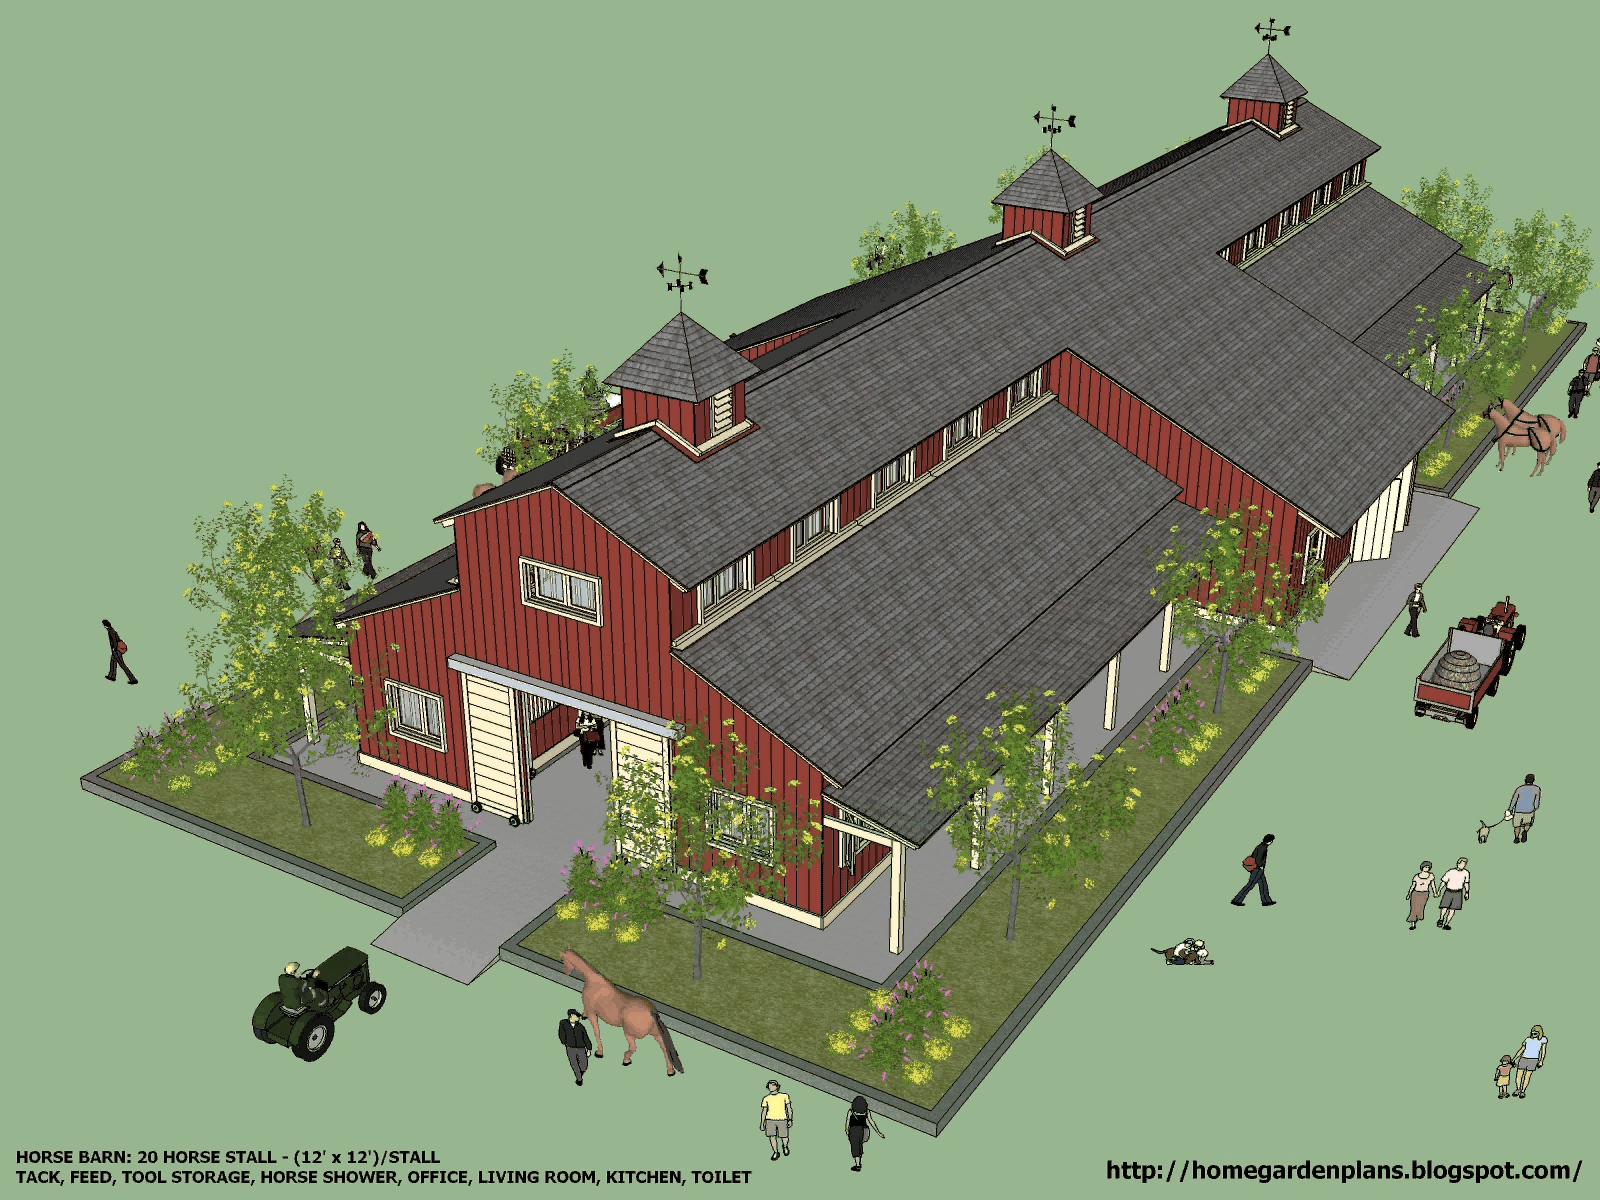 HORSE BARN: 20 HORSE STALL - (12' x 12')/STALL
TACK, FEED, TOOL STORAGE, HORSE SHOWER, OFFICE, LIVING ROOM, KITCHEN, TOILET
http://homegardenplans.blogspot.com/